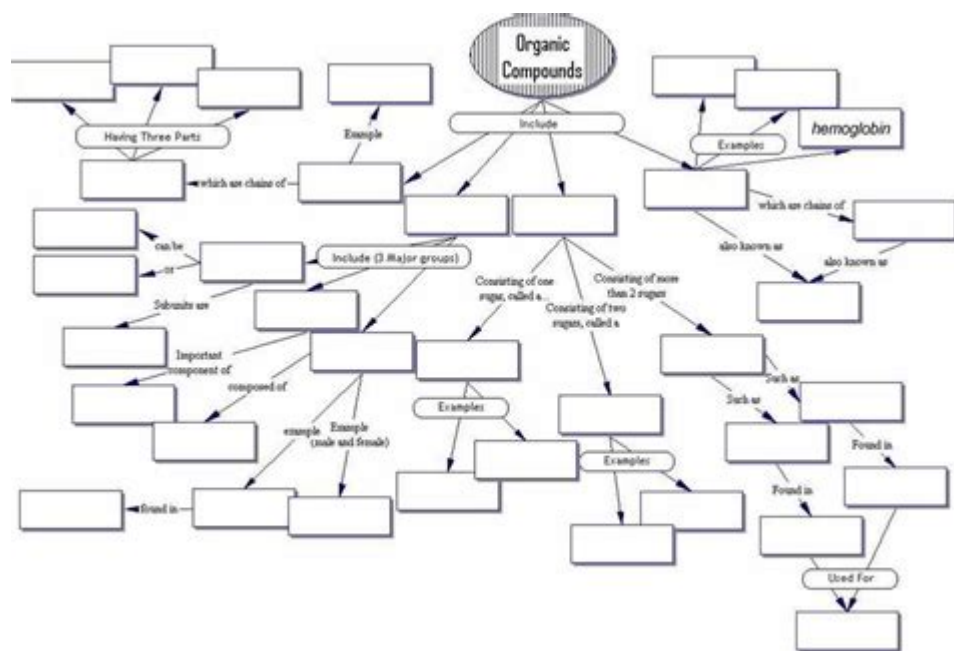 Organic
Compounds
Include
Having Three Parts
Example
Examples
hemoglobin
which are chains of
which are chains of
can be
or
Include (3 Major groups)
also known as
also known as
Consisting of one
sugar, called a...
Consisting of two
sugars, called a
Consisting of more
than 2 sugars
Subunits are
Important
component of
composed of
example
Example
(male and female)
Examples
Such as
Such as
Examples
Found in
Found in
found in
Used For